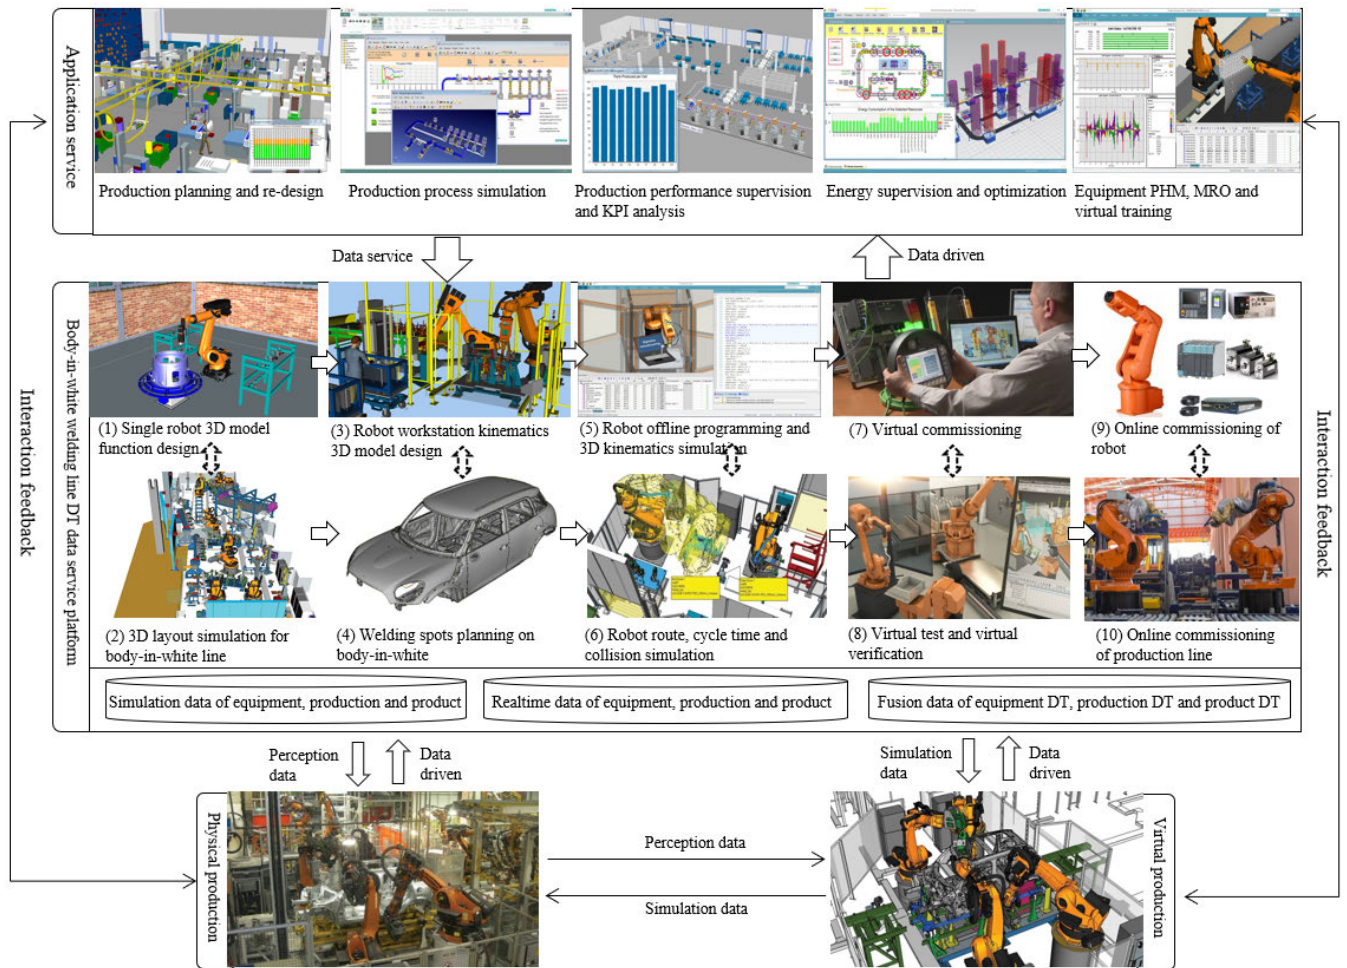 Application service
Production planning and re-design
Production process simulation
Production performance supervision
and KPI analysis
Energy supervision and optimization
Equipment PHM, MRO and
virtual training
Data service
Data driven
Interaction feedback
Interaction feedback
Body-in-white welding line DT data service platform
(1) Single robot 3D model
function design
(3) Robot workstation kinematics
3D model design
(5) Robot offline programming and
3D kinematics simulation
(7) Virtual commissioning
(9) Online commissioning of
robot
(2) 3D layout simulation for
body-in-white line
(4) Welding spots planning on
body-in-white
(6) Robot route, cycle time and
collision simulation
(8) Virtual test and virtual
verification
(10) Online commissioning
of production line
Simulation data of equipment, production and product
Realtime data of equipment, production and product
Fusion data of equipment DT, production DT and product DT
Perception
data
Data
driven
Simulation
data
Data
driven
Physical production
Perception data
Simulation data
Virtual production